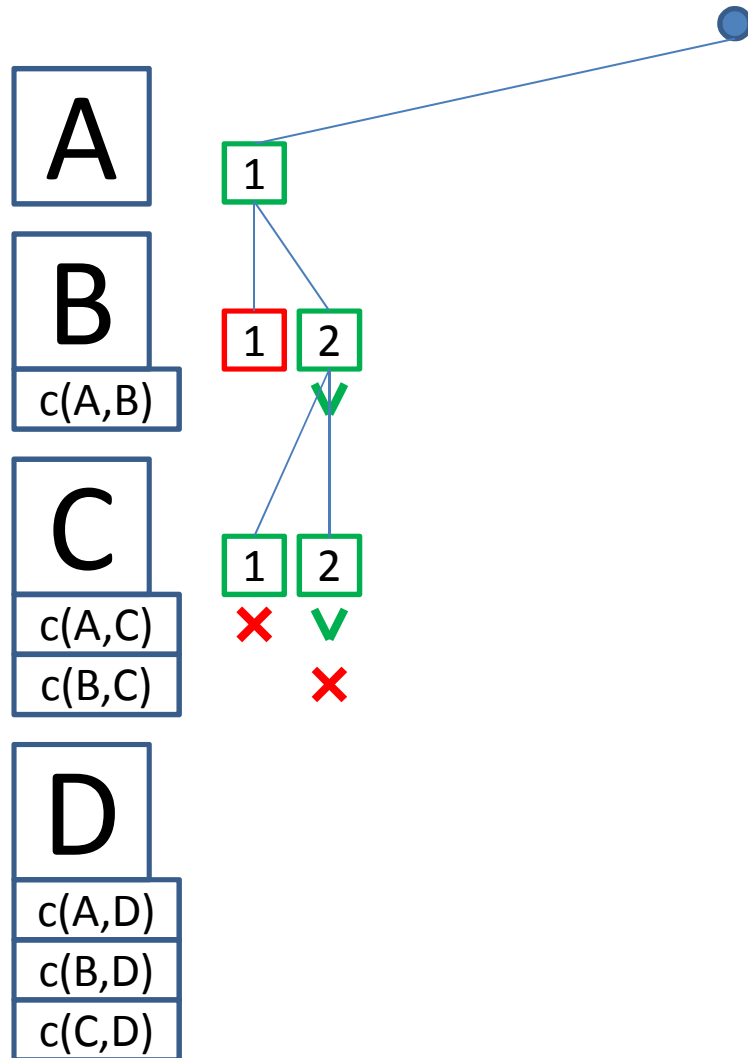 A
1
B
1 2
c(A,B)
C
1 2
c(A,C)
c(B,C)
D
c(A,D)
c(B,D)
c(C,D)